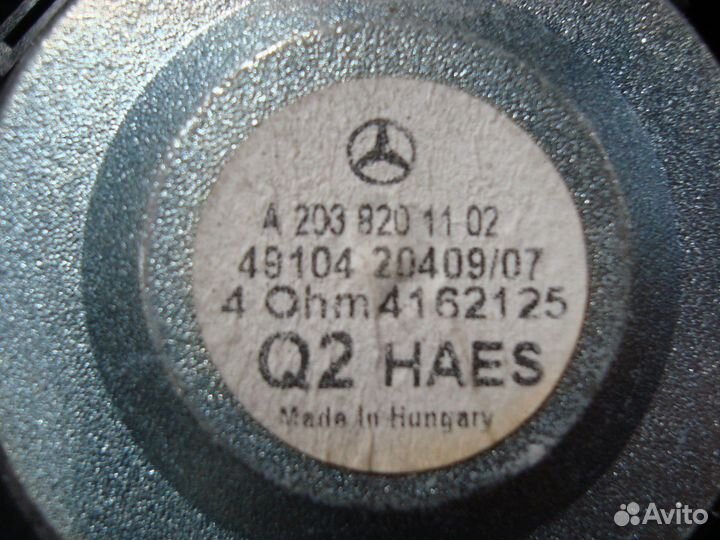 A 203 820 11 02
49104 20409/07
4 Ohm 4162125
Q2 HAES
Made In Hungary
Avito